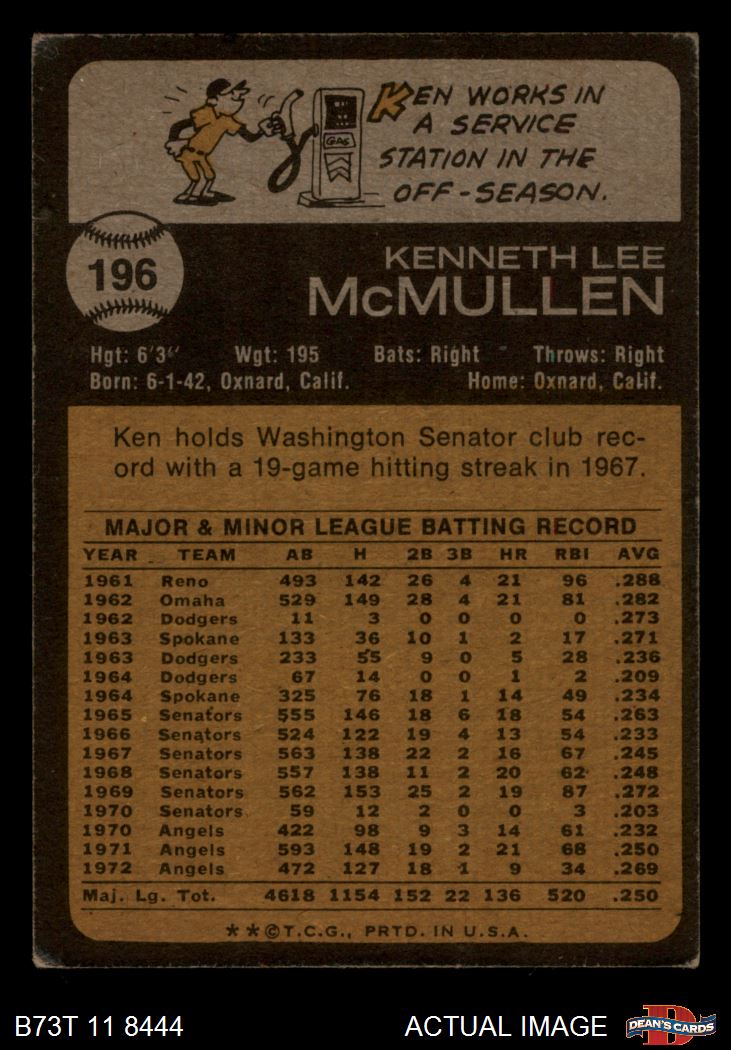 KEN WORKS IN
A SERVICE
STATION IN THE
OFF-SEASON.
GAS
196
KENNETH LEE
McMULLEN
Hgt: 6'3" Wgt: 195 Bats: Right Throws: Right
Born: 6-1-42, Oxnard, Calif. Home: Oxnard, Calif.
Ken holds Washington Senator club rec-
ord with a 19-game hitting streak in 1967.
MAJOR & MINOR LEAGUE BATTING RECORD
YEAR TEAM AB H 2B 3B HR RBI AVG
1961 Reno 493 142 26 4 21 96 .288
1962 Omaha 529 149 28 4 21 81 .282
1962 Dodgers 11 3 0 0 0 0 .273
1963 Spokane 133 36 10 1 2 17 .271
1963 Dodgers 233 55 9 0 5 28 .236
1964 Dodgers 67 14 0 0 1 2 .209
1964 Spokane 325 76 18 1 14 49 .234
1965 Senators 555 146 18 6 18 54 .263
1966 Senators 524 122 19 4 13 54 .233
1967 Senators 563 138 22 2 16 67 .245
1968 Senators 557 138 11 2 20 62 .248
1969 Senators 562 153 25 2 19 87 .272
1970 Senators 59 12 2 0 0 3 .203
1970 Angels 422 98 9 3 14 61 .232
1971 Angels 593 148 19 2 21 68 .250
1972 Angels 472 127 18 1 9 34 .269
Maj. Lg. Tot. 4618 1154 152 22 136 520 .250
**©T.C.G., PRTD. IN U.S.A.
B73T 11 8444 ACTUAL IMAGE
D
DEAN'S CARDS